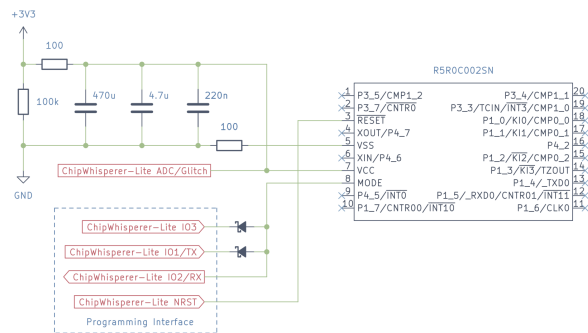 +3V3
100
470u
4.7u
220n
100k
100
GND
ChipWhisperer-Lite ADC/Glitch
ChipWhisperer-Lite IO3
ChipWhisperer-Lite IO1/TX
ChipWhisperer-Lite IO2/RX
ChipWhisperer-Lite NRST
Programming Interface
R5R0C002SN
1 P3_5/CMP1_2 P3_4/CMP1_1 20
2 P3_7/CNTR0 P3_3/TCIN/INT3/CMP1_0 19
3 RESET P1_0/KI0/CMP0_0 18
4 XOUT/P4_7 P1_1/KI1/CMP0_1 17
5 VSS P4_2 16
6 XIN/P4_6 P1_2/KI2/CMP0_2 15
7 VCC P1_3/KI3/TZOUT 14
8 MODE P1_4/_TXD0 13
9 P4_5/INT0 P1_5/_RXD0/CNTR01/INT11 12
10 P1_7/CNTR00/INT10 P1_6/CLK0 11